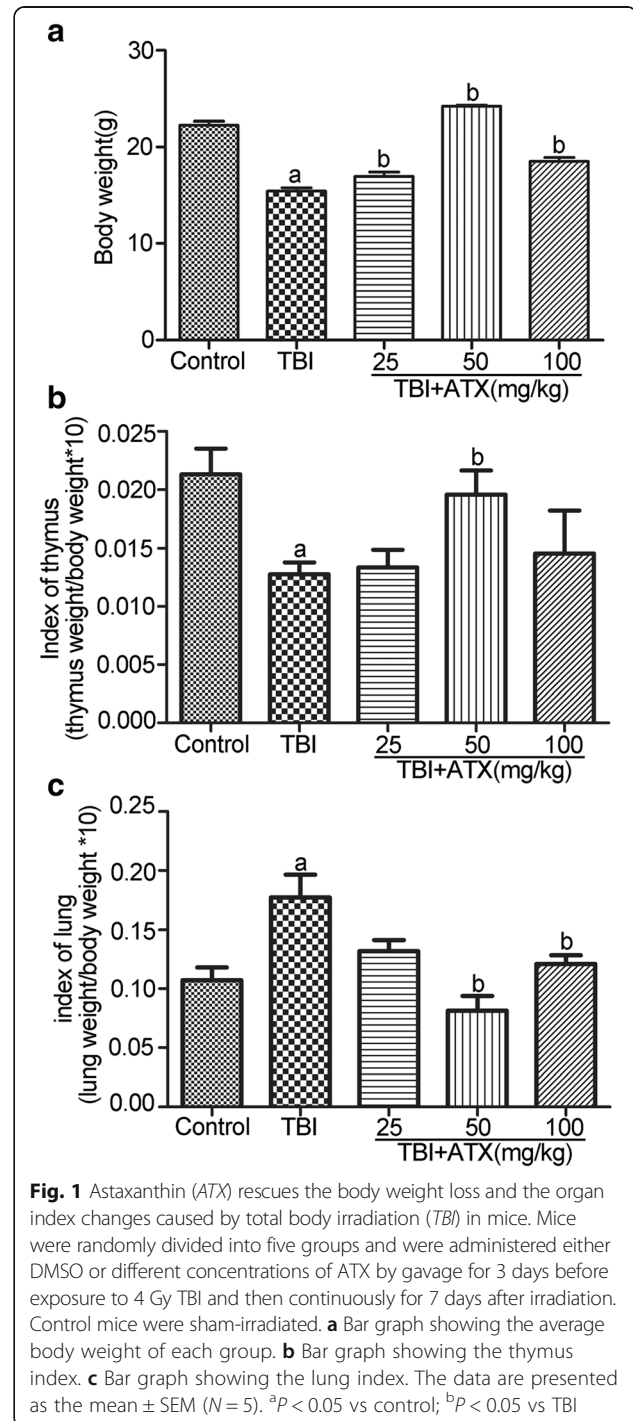 a
30
20
10
0
Body weight(g)
a
b
b
b
Control TBI 25 50 100
TBI+ATX(mg/kg)
b
0.025
0.020
0.015
0.010
0.005
0.000
Index of thymus
(thymus weight/body weight*10)
a
b
Control TBI 25 50 100
TBI+ATX(mg/kg)
c
0.25
0.20
0.15
0.10
0.05
0.00
index of lung
(lung weight/body weight *10)
a
b
b
Control TBI 25 50 100
TBI+ATX(mg/kg)
Fig. 1 Astaxanthin (ATX) rescues the body weight loss and the organ
index changes caused by total body irradiation (TBI) in mice. Mice
were randomly divided into five groups and were administered either
DMSO or different concentrations of ATX by gavage for 3 days before
exposure to 4 Gy TBI and then continuously for 7 days after irradiation.
Control mice were sham-irradiated. a Bar graph showing the average
body weight of each group. b Bar graph showing the thymus
index. c Bar graph showing the lung index. The data are presented
as the mean ± SEM (N = 5). ᵃP < 0.05 vs control; ᵇP < 0.05 vs TBI